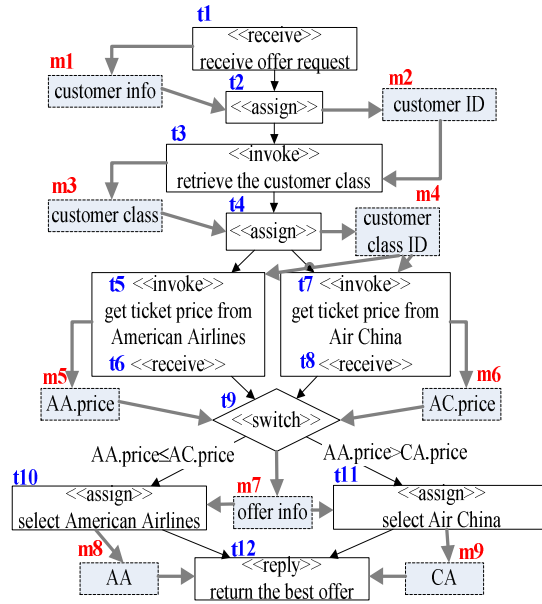 t1
<<receive>>
receive offer request
m1
customer info
t2
<<assign>>
m2
customer ID
t3
<<invoke>>
retrieve the customer class
m3
customer class
t4
<<assign>>
m4
customer
class ID
t5 <<invoke>>
get ticket price from
American Airlines
t6 <<receive>>
t7 <<invoke>>
get ticket price from
Air China
t8 <<receive>>
m5
AA.price
t9
<<switch>>
m6
AC.price
AA.price≤AC.price
AA.price>CA.price
t10
<<assign>>
select American Airlines
m7
offer info
t11
<<assign>>
select Air China
m8
AA
t12
<<reply>>
return the best offer
m9
CA